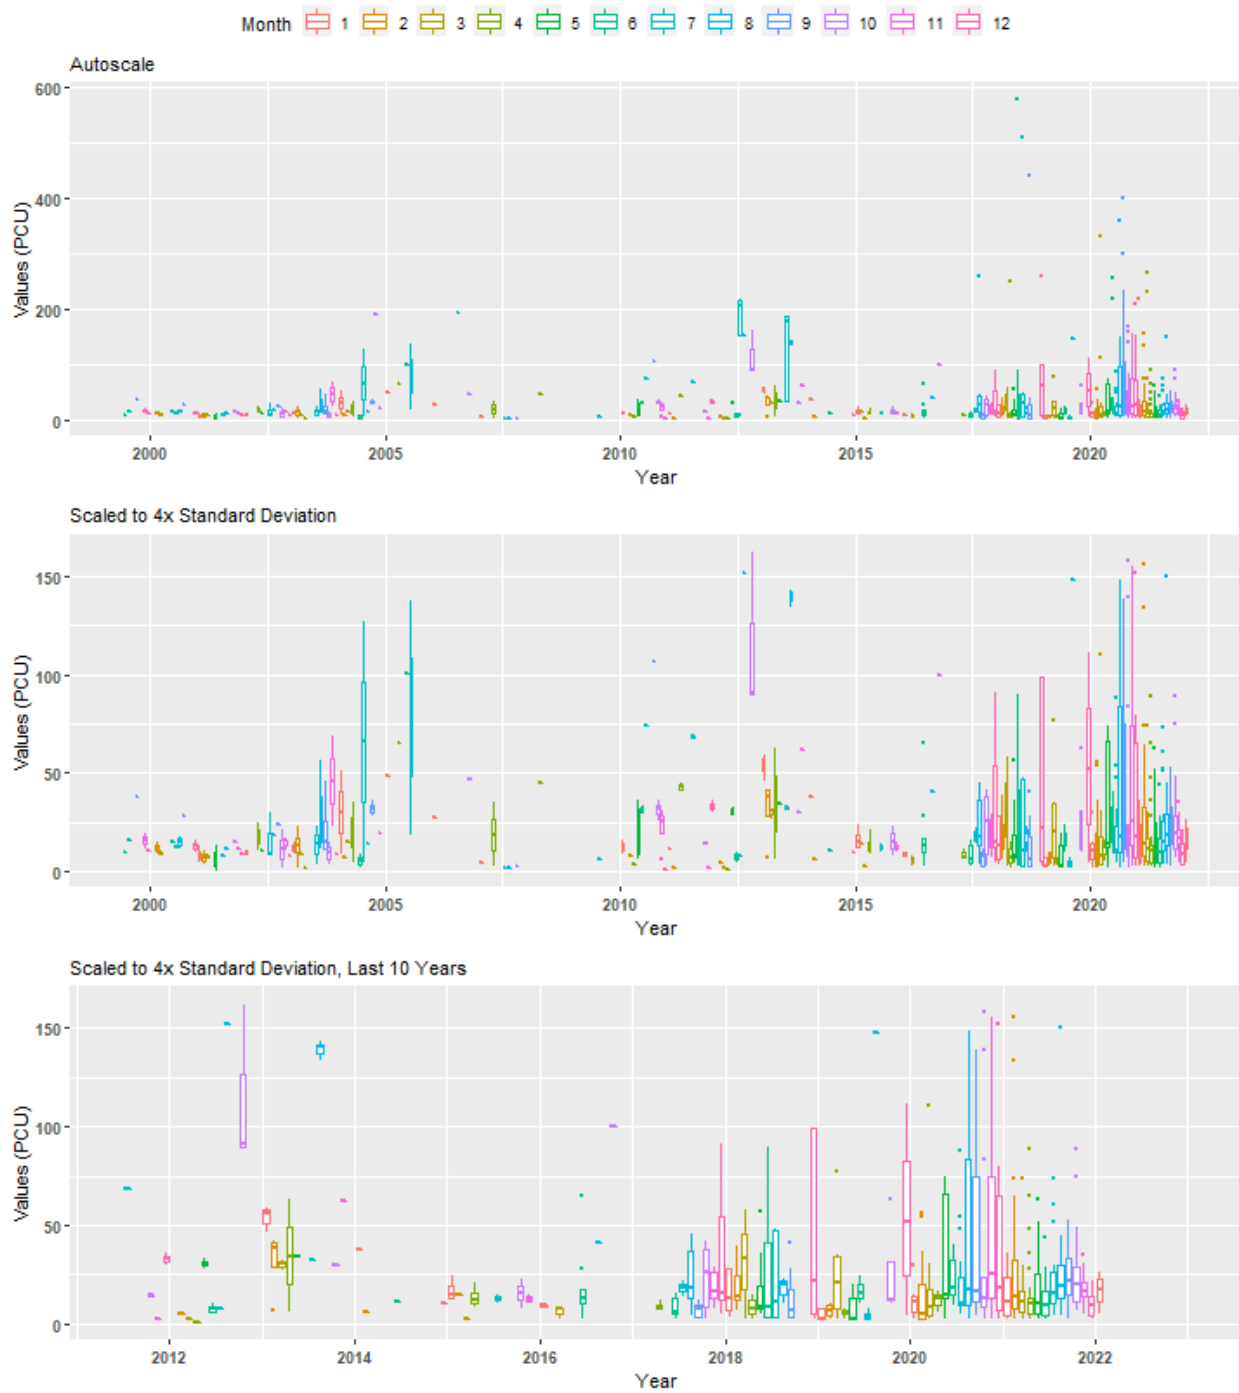 Month 1 2 3 4 5 6 7 8 9 10 11 12
Autoscale
Values (PCU)
600
400
200
0
2000 2005 2010 2015 2020
Year
Scaled to 4x Standard Deviation
Values (PCU)
150
100
50
0
2000 2005 2010 2015 2020
Year
Scaled to 4x Standard Deviation, Last 10 Years
Values (PCU)
150
100
50
0
2012 2014 2016 2018 2020 2022
Year